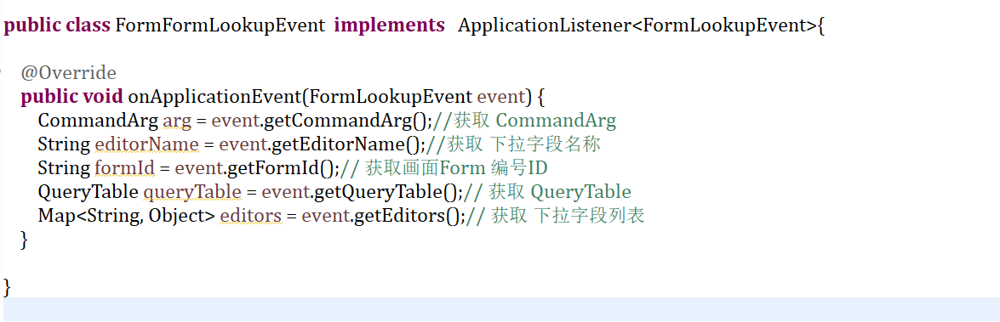 public class FormFormLookupEvent implements ApplicationListener<FormLookupEvent>{
@Override
public void onApplicationEvent(FormLookupEvent event) {
CommandArg arg = event.getCommandArg();//获取 CommandArg
String editorName = event.getEditorName();//获取 下拉字段名称
String formId = event.getFormId();// 获取画面Form 编号ID
QueryTable queryTable = event.getQueryTable();// 获取 QueryTable
Map<String, Object> editors = event.getEditors();// 获取 下拉字段列表
}
}